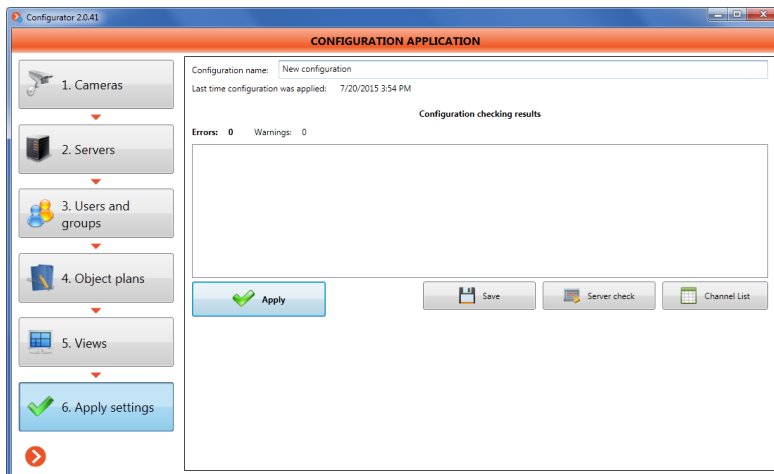 Configurator 2.0.41
CONFIGURATION APPLICATION
1. Cameras
2. Servers
3. Users and
groups
4. Object plans
5. Views
6. Apply settings
Configuration name: New configuration
Last time configuration was applied: 7/20/2015 3:54 PM
Configuration checking results
Errors: 0 Warnings: 0
Apply
Save
Server check
Channel List